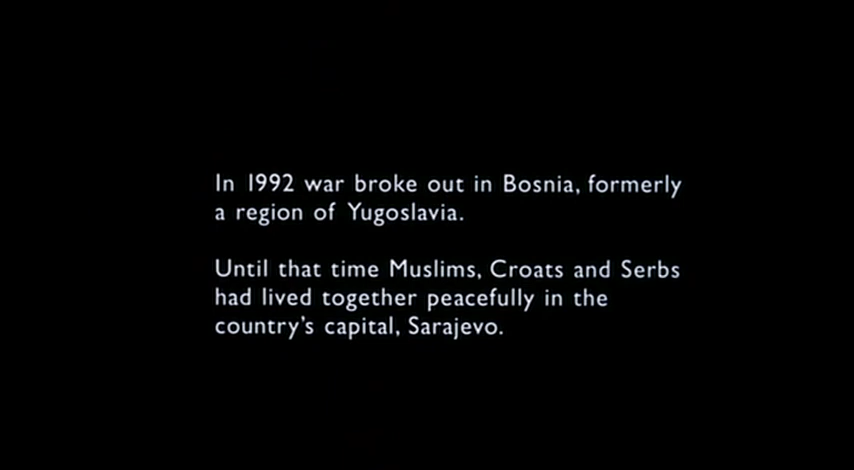 In 1992 war broke out in Bosnia, formerly
a region of Yugoslavia.
Until that time Muslims, Croats and Serbs
had lived together peacefully in the
country's capital, Sarajevo.